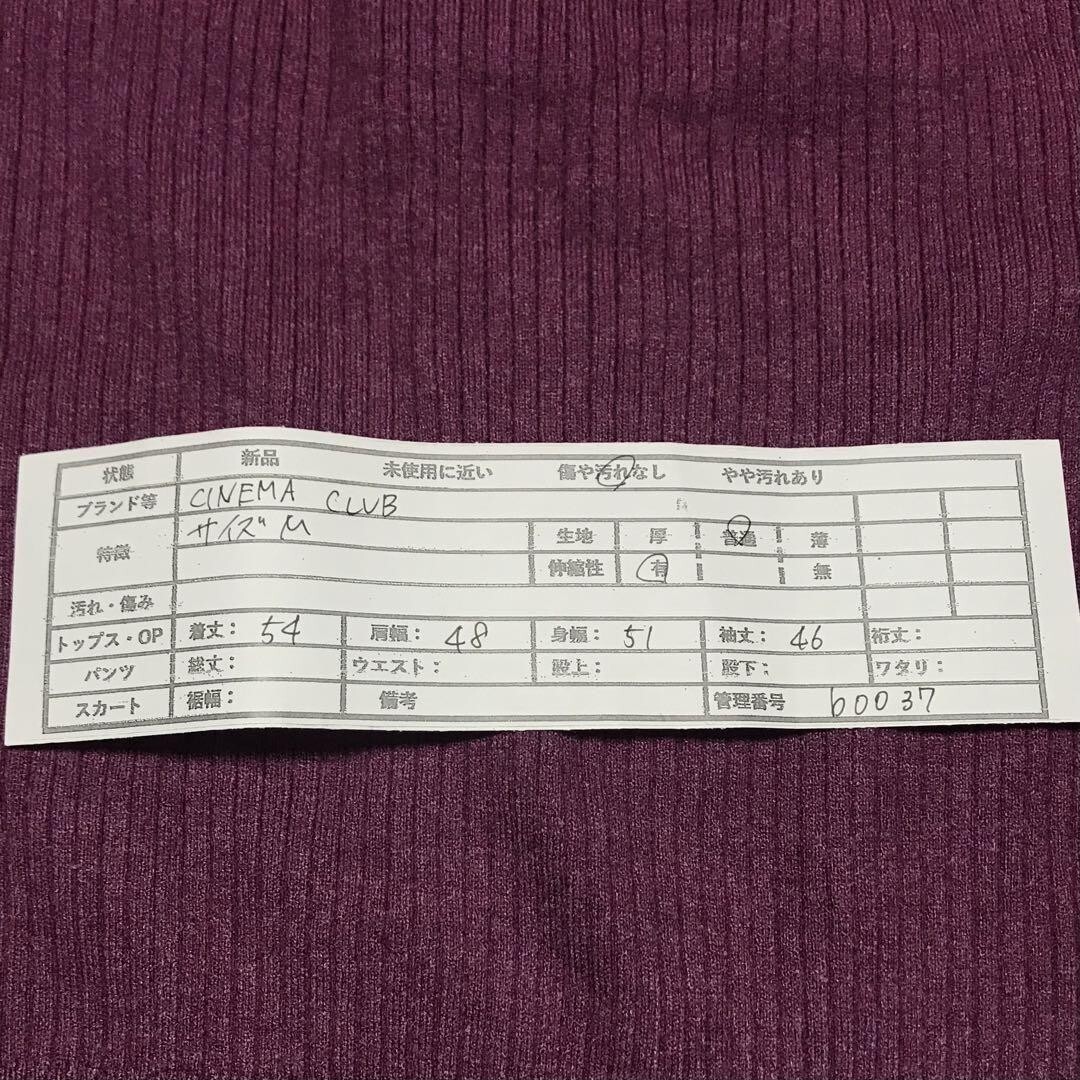 状態 新品 未使用に近い 傷や汚れなし やや汚れあり
ブランド等 CINEMA CLUB
特徴 サイズ M 生地 厚 普通 薄
伸縮性 有 無
汚れ・傷み
トップス・OP 着丈: 54 肩幅: 48 身幅: 51 袖丈: 46 裄丈:
パンツ 総丈: ウエスト: 股上: 股下: ワタリ:
スカート 裾幅: 備考 管理番号 b0037